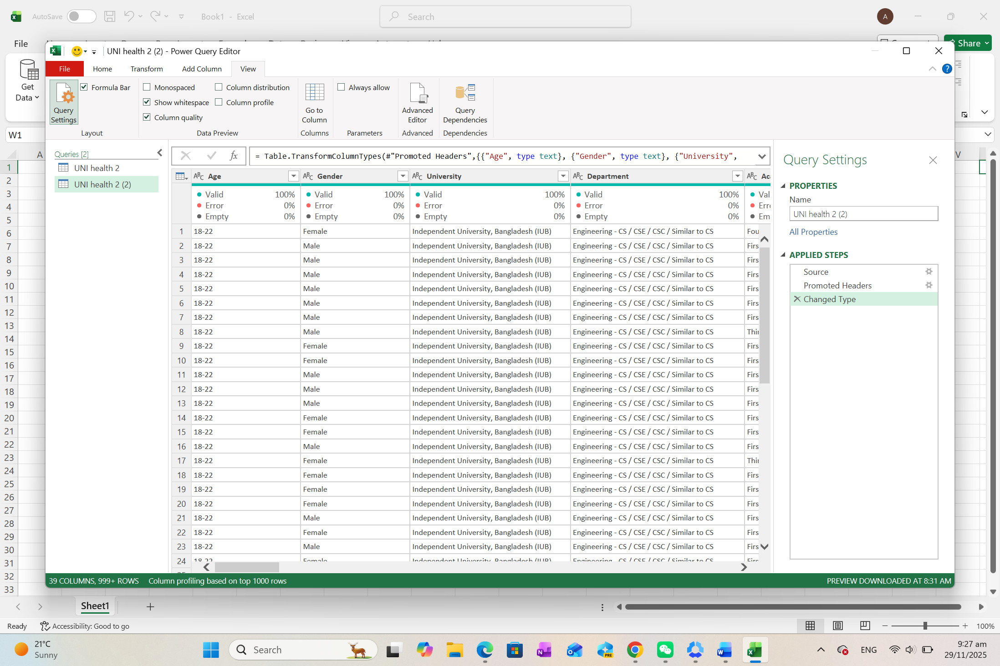 AutoSave
Book1 - Excel
Search
A
File
Share
UNI health 2 (2) - Power Query Editor
File Home Transform Add Column View
?
Get
Data
Query
Settings
Formula Bar
Layout
Monospaced
Column distribution
Show whitespace
Column profile
Column quality
Data Preview
Go to
Column
Columns
Always allow
Parameters
Advanced
Editor
Advanced
Query
Dependencies
Dependencies
W1
A
V
Queries [2]
UNI health 2
UNI health 2 (2)
fx
= Table.TransformColumnTypes(#"Promoted Headers",{{"Age", type text}, {"Gender", type text}, {"University",
ABC Age ABC Gender ABC University ABC Department ABC Aca
Valid 100% Valid 100% Valid 100% Valid 100% Val
Error 0% Error 0% Error 0% Error 0% Erro
Empty 0% Empty 0% Empty 0% Empty 0% Em
1 18-22 Female Independent University, Bangladesh (IUB) Engineering - CS / CSE / CSC / Similar to CS Fou
2 18-22 Male Independent University, Bangladesh (IUB) Engineering - CS / CSE / CSC / Similar to CS Firs
3 18-22 Male Independent University, Bangladesh (IUB) Engineering - CS / CSE / CSC / Similar to CS Firs
4 18-22 Male Independent University, Bangladesh (IUB) Engineering - CS / CSE / CSC / Similar to CS Firs
5 18-22 Male Independent University, Bangladesh (IUB) Engineering - CS / CSE / CSC / Similar to CS Firs
6 18-22 Male Independent University, Bangladesh (IUB) Engineering - CS / CSE / CSC / Similar to CS Firs
7 18-22 Male Independent University, Bangladesh (IUB) Engineering - CS / CSE / CSC / Similar to CS Firs
8 18-22 Male Independent University, Bangladesh (IUB) Engineering - CS / CSE / CSC / Similar to CS Thi
9 18-22 Female Independent University, Bangladesh (IUB) Engineering - CS / CSE / CSC / Similar to CS Firs
10 18-22 Female Independent University, Bangladesh (IUB) Engineering - CS / CSE / CSC / Similar to CS Firs
11 18-22 Male Independent University, Bangladesh (IUB) Engineering - CS / CSE / CSC / Similar to CS Firs
12 18-22 Male Independent University, Bangladesh (IUB) Engineering - CS / CSE / CSC / Similar to CS Firs
13 18-22 Male Independent University, Bangladesh (IUB) Engineering - CS / CSE / CSC / Similar to CS Firs
14 18-22 Female Independent University, Bangladesh (IUB) Engineering - CS / CSE / CSC / Similar to CS Firs
15 18-22 Female Independent University, Bangladesh (IUB) Engineering - CS / CSE / CSC / Similar to CS Firs
16 18-22 Male Independent University, Bangladesh (IUB) Engineering - CS / CSE / CSC / Similar to CS Firs
17 18-22 Female Independent University, Bangladesh (IUB) Engineering - CS / CSE / CSC / Similar to CS Thi
18 18-22 Female Independent University, Bangladesh (IUB) Engineering - CS / CSE / CSC / Similar to CS Firs
19 18-22 Female Independent University, Bangladesh (IUB) Engineering - CS / CSE / CSC / Similar to CS Firs
20 18-22 Female Independent University, Bangladesh (IUB) Engineering - CS / CSE / CSC / Similar to CS Firs
21 18-22 Male Independent University, Bangladesh (IUB) Engineering - CS / CSE / CSC / Similar to CS Firs
22 18-22 Female Independent University, Bangladesh (IUB) Engineering - CS / CSE / CSC / Similar to CS Firs
23 18-22 Male Independent University, Bangladesh (IUB) Engineering - CS / CSE / CSC / Similar to CS Firs
24 18-22 Female Independent University, Bangladesh (IUB) Engineering - CS / CSE / CSC / Similar to CS Firs
Query Settings
PROPERTIES
Name
UNI health 2 (2)
All Properties
APPLIED STEPS
Source
Promoted Headers
Changed Type
39 COLUMNS, 999+ ROWS Column profiling based on top 1000 rows
PREVIEW DOWNLOADED AT 8:31 AM
1
2
3
4
5
6
7
8
9
10
11
12
13
14
15
16
17
18
19
20
21
22
23
24
25
26
27
28
29
30
31
32
33
Sheet1
Ready Accessibility: Good to go
100%
21°C
Sunny
Search
PRE
ENG
9:27 am
29/11/2025